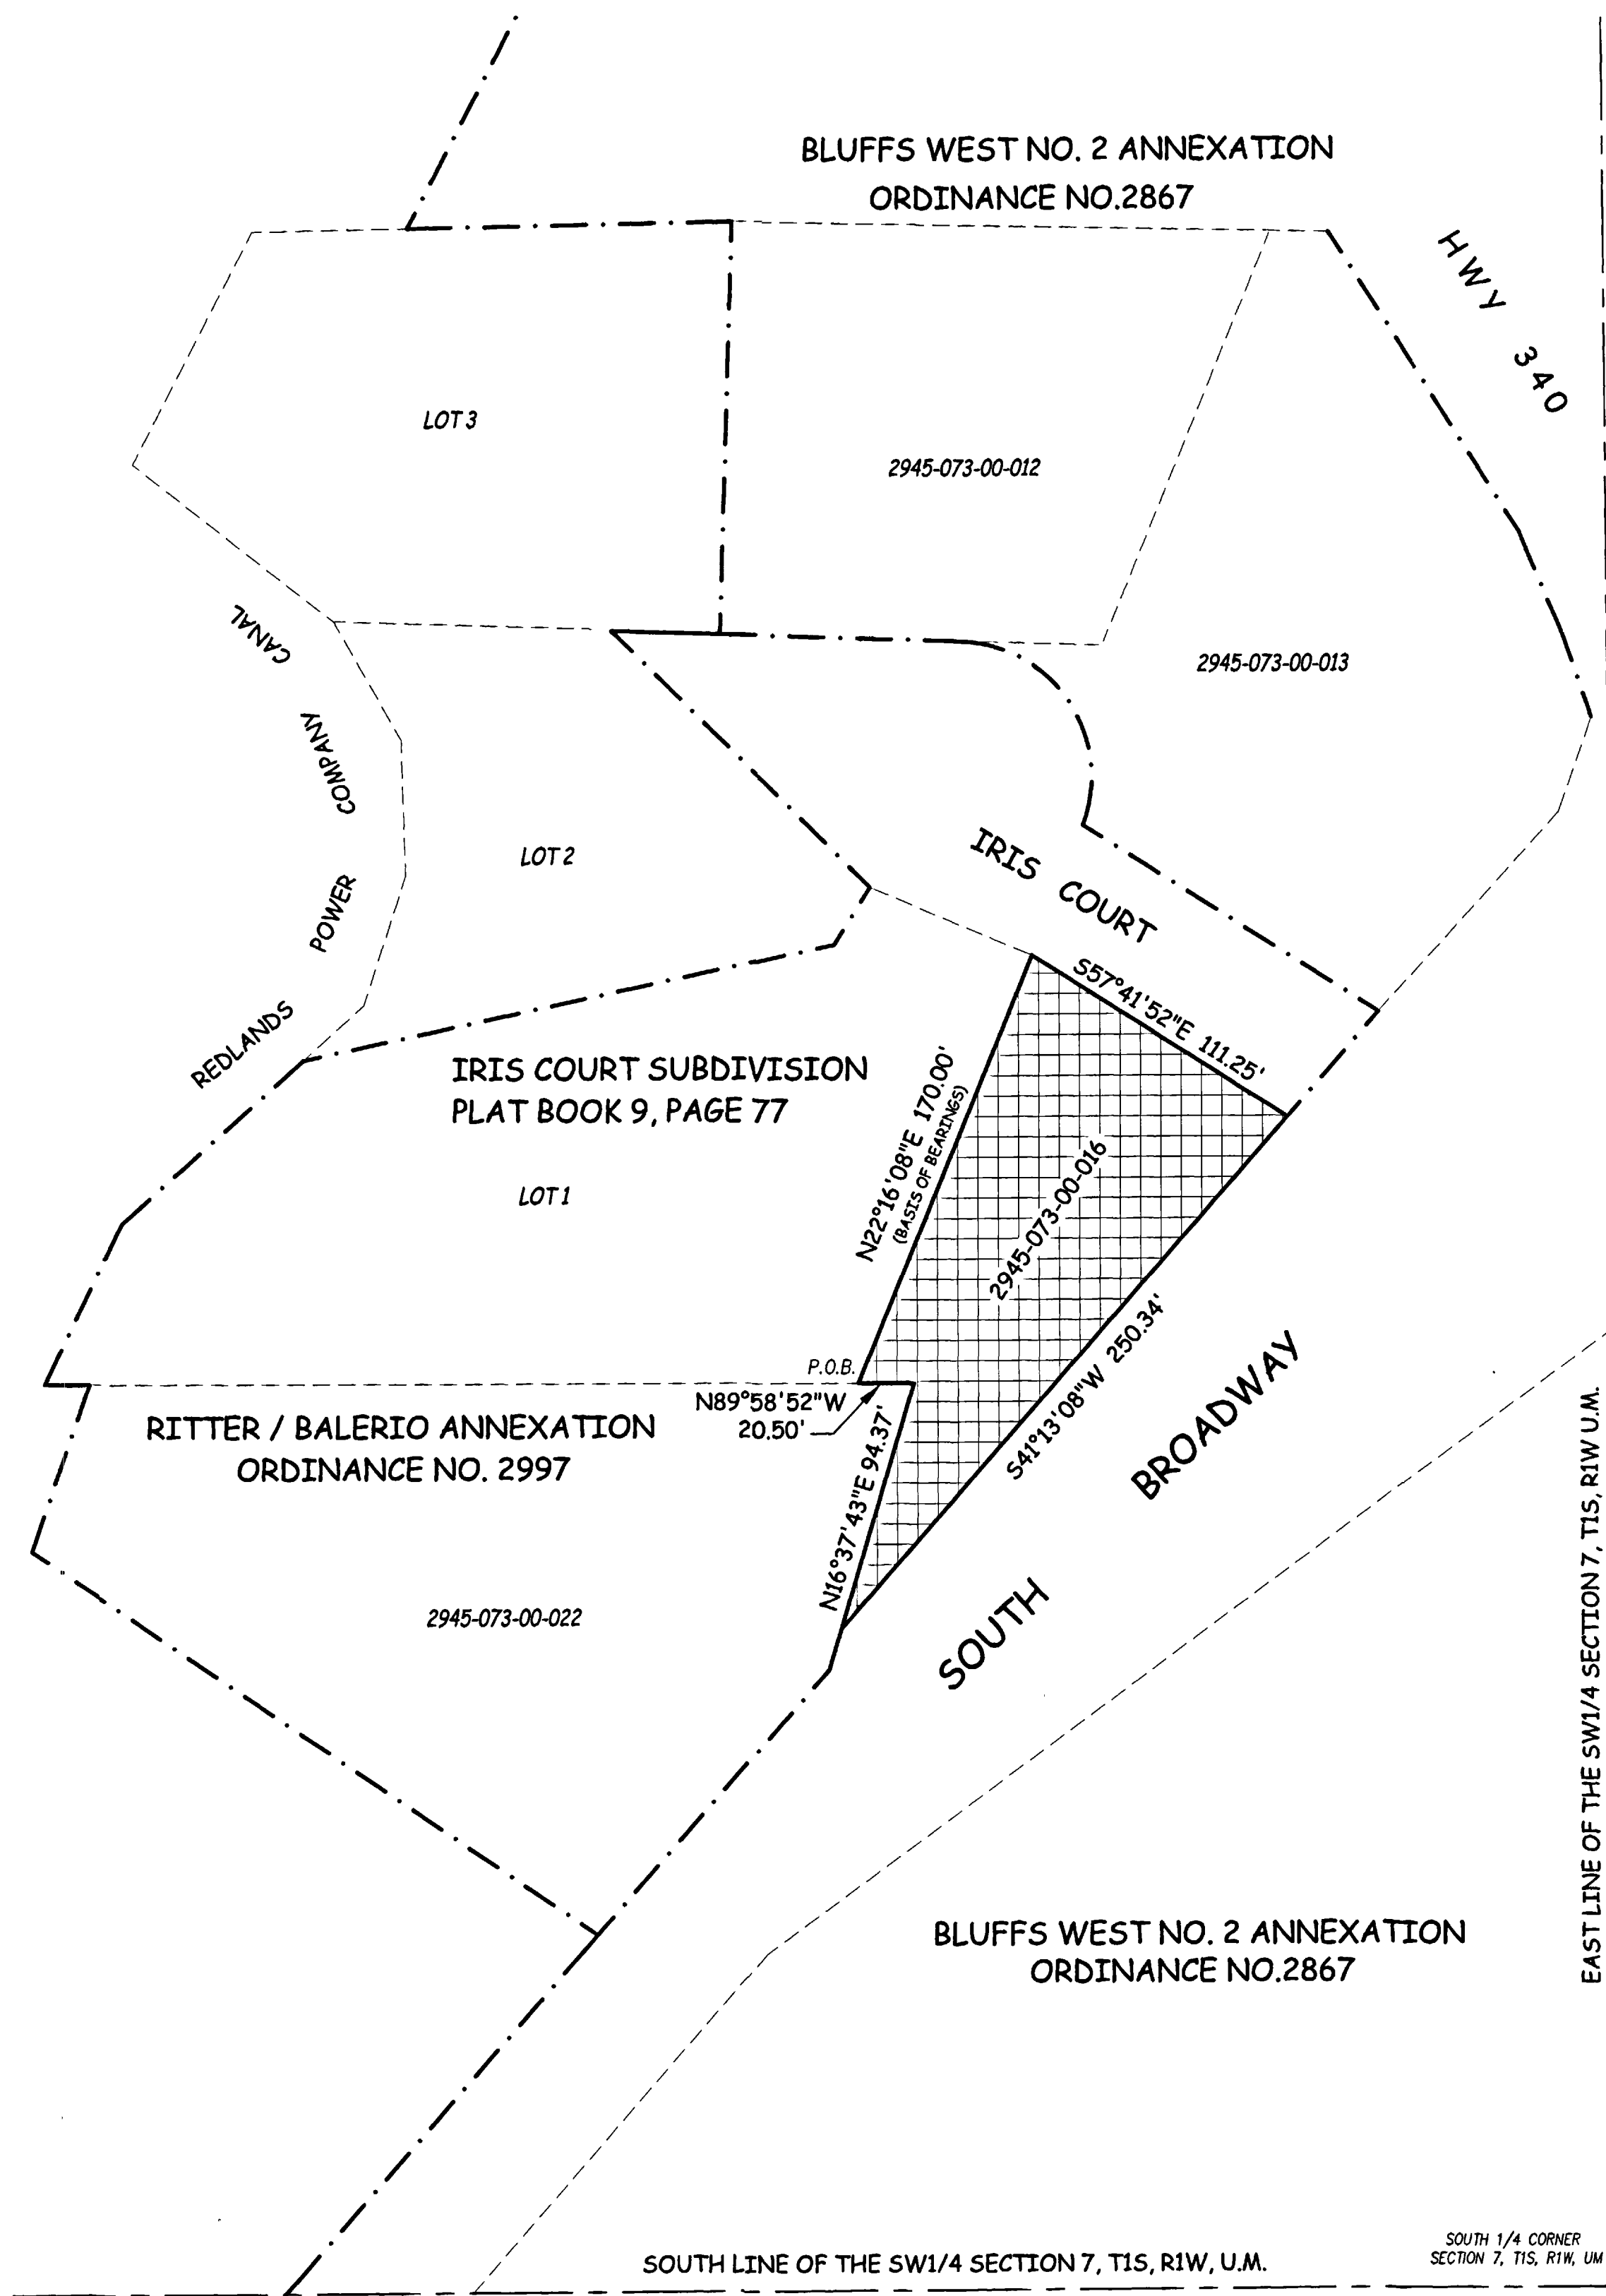 BLUFFS WEST NO. 2 ANNEXATION
ORDINANCE NO.2867
HWY 340
LOT 3
2945-073-00-012
2945-073-00-013
CANAL
COMPANY
POWER
REDLANDS
LOT 2
IRIS COURT
S57°41'52"E 111.25'
IRIS COURT SUBDIVISION
PLAT BOOK 9, PAGE 77
N22°16'08"E 170.00'
(BASIS OF BEARINGS)
2945-073-00-016
LOT 1
S41°13'08"W 250.34'
P.O.B.
N89°58'52"W
20.50'
RITTER / BALERIO ANNEXATION
ORDINANCE NO. 2997
N16°37'43"E 94.37'
SOUTH BROADWAY
2945-073-00-022
EAST LINE OF THE SW1/4 SECTION 7, T1S, R1W U.M.
BLUFFS WEST NO. 2 ANNEXATION
ORDINANCE NO.2867
SOUTH 1/4 CORNER
SECTION 7, T1S, R1W, UM
SOUTH LINE OF THE SW1/4 SECTION 7, T1S, R1W, U.M.